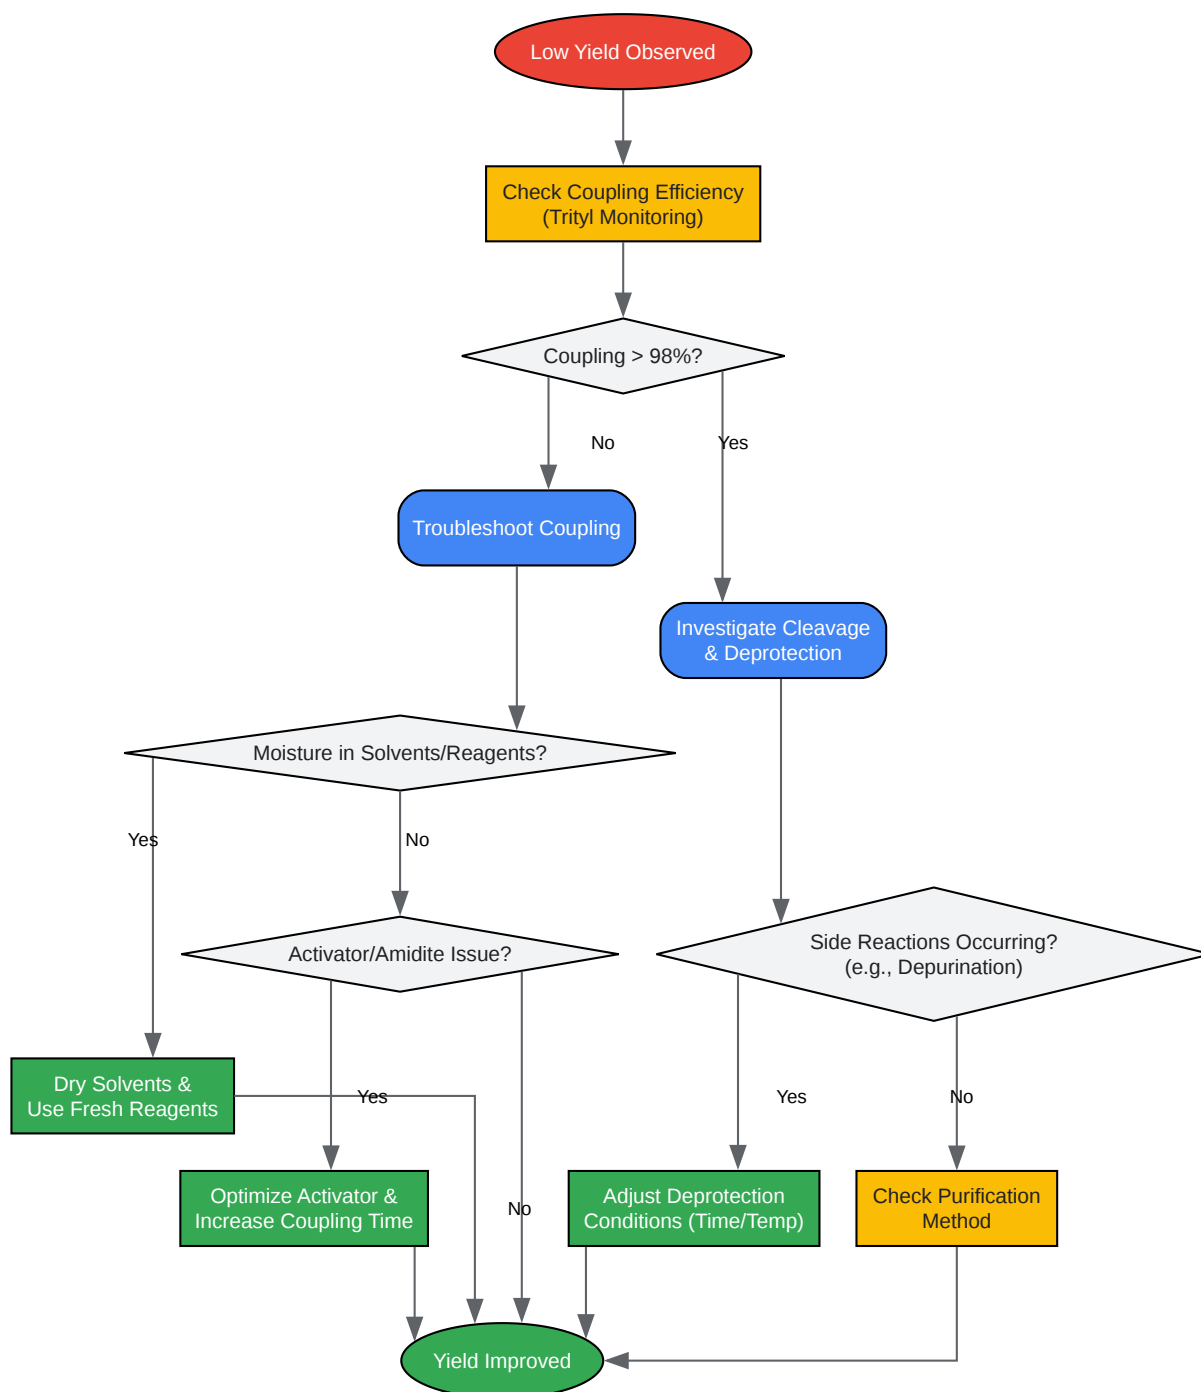 Low Yield Observed
Check Coupling Efficiency
(Trityl Monitoring)
Coupling > 98%?
No
Yes
Troubleshoot Coupling
Investigate Cleavage
& Deprotection
Moisture in Solvents/Reagents?
Yes
No
Activator/Amidite Issue?
Side Reactions Occurring?
(e.g., Depurination)
Dry Solvents &
Use Fresh Reagents
Yes
Yes
No
Optimize Activator &
Increase Coupling Time
No
Adjust Deprotection
Conditions (Time/Temp)
Check Purification
Method
Yield Improved